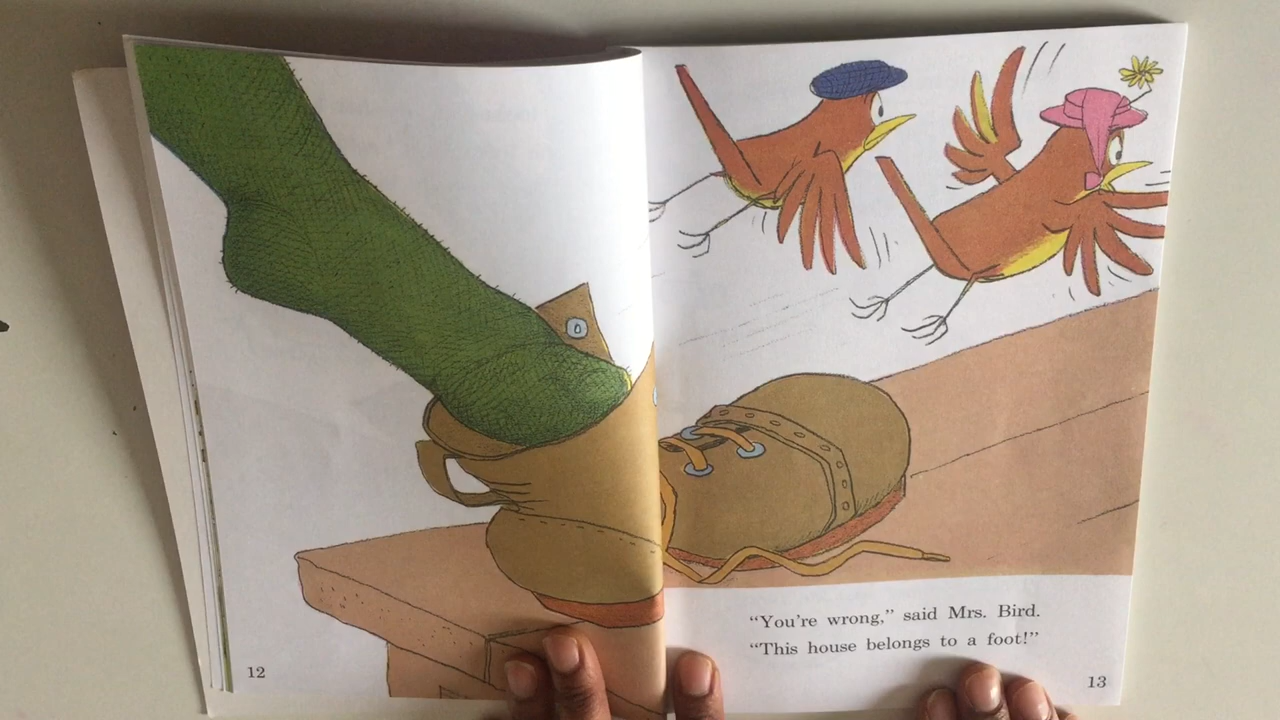 "You're wrong," said Mrs. Bird.
"This house belongs to a foot!"
12
13